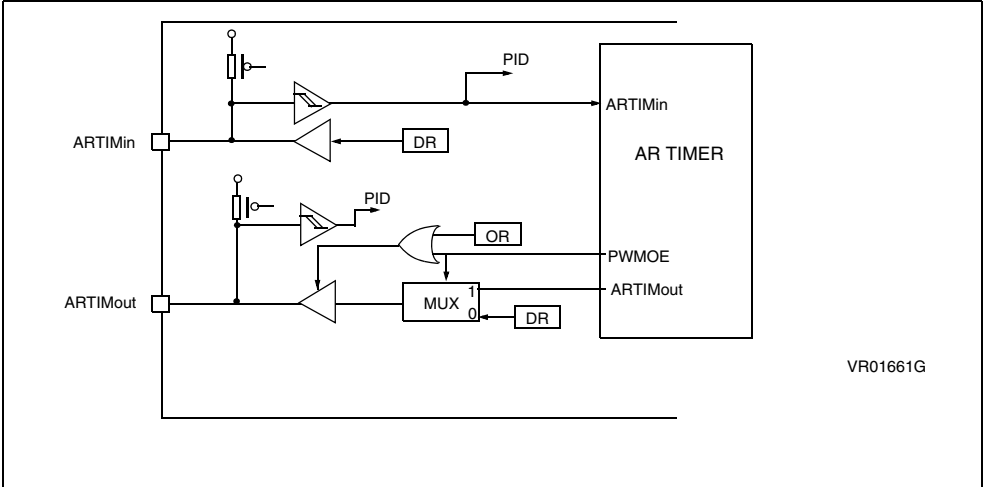 PID
ARTIMin
ARTIMin
DR
AR TIMER
PID
OR
PWMOE
ARTIMout
ARTIMout
MUX
1
0
DR
VR01661G